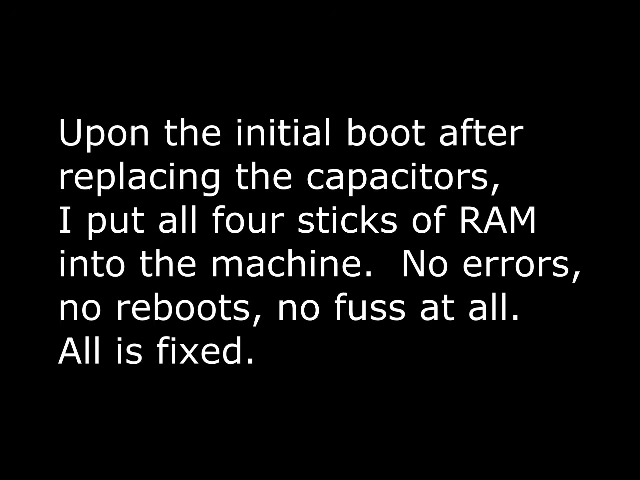 Upon the initial boot after
replacing the capacitors,
I put all four sticks of RAM
into the machine.  No errors,
no reboots, no fuss at all.
All is fixed.